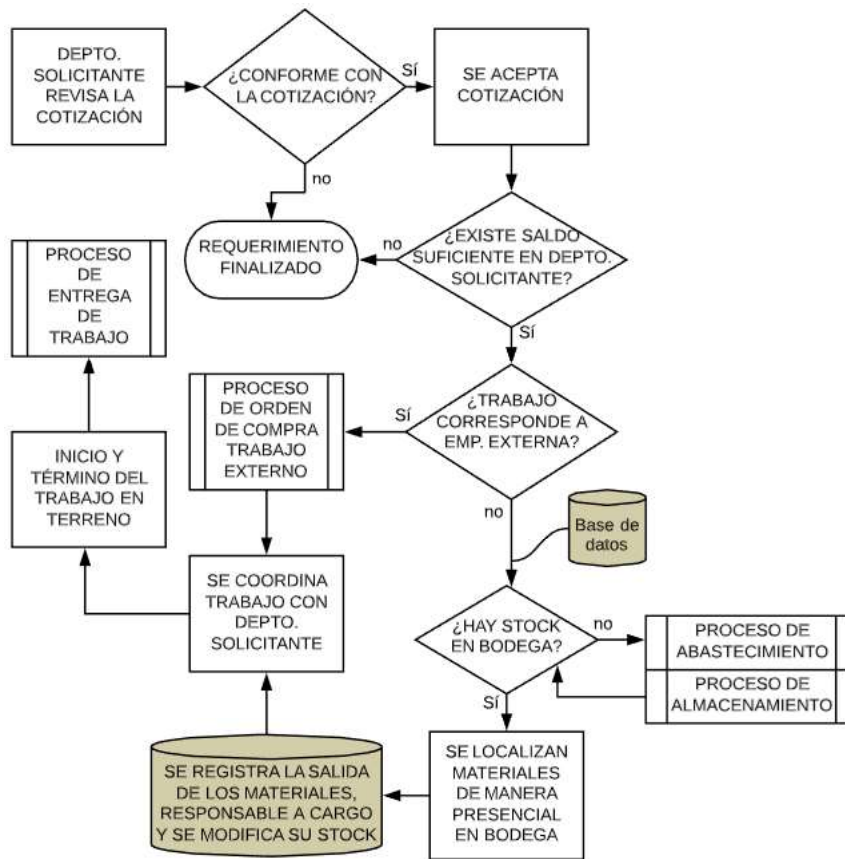 DEPTO.
SOLICITANTE
REVISA LA
COTIZACIÓN
¿CONFORME CON
LA COTIZACIÓN?
Sí
SE ACEPTA
COTIZACIÓN
no
REQUERIMIENTO
FINALIZADO
no
¿EXISTE SALDO
SUFICIENTE EN DEPTO.
SOLICITANTE?
Sí
PROCESO
DE
ENTREGA
DE
TRABAJO
PROCESO
DE ORDEN
DE COMPRA
TRABAJO
EXTERNO
Sí
¿TRABAJO
CORRESPONDE A
EMP. EXTERNA?
no
INICIO Y
TÉRMINO DEL
TRABAJO EN
TERRENO
Base de
datos
SE COORDINA
TRABAJO CON
DEPTO.
SOLICITANTE
¿HAY STOCK
EN BODEGA?
no
PROCESO DE
ABASTECIMIENTO
PROCESO DE
ALMACENAMIENTO
Sí
SE LOCALIZAN
MATERIALES
DE MANERA
PRESENCIAL
EN BODEGA
SE REGISTRA LA SALIDA
DE LOS MATERIALES,
RESPONSABLE A CARGO
Y SE MODIFICA SU STOCK